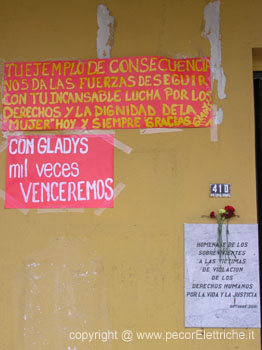 TU EJEMPLO DE CONSECUENCIA
NOS DA LAS FUERZAS DE SEGUIR
CON TU INCANSABLE LUCHA POR LOS
DERECHOS Y LA DIGNIDAD DE LA
MUJER" HOY Y SIEMPRE GRACIAS
CON GLADYS
mil veces
VENCEREMOS
41D
HOMENAJE DE LOS
SOBREVIVIENTES
A LAS VICTIMAS
DE VIOLACION
DE LOS
DERECHOS HUMANOS
POR LA VIDA Y LA JUSTICIA
copyright @ www.pecorElettriche.it